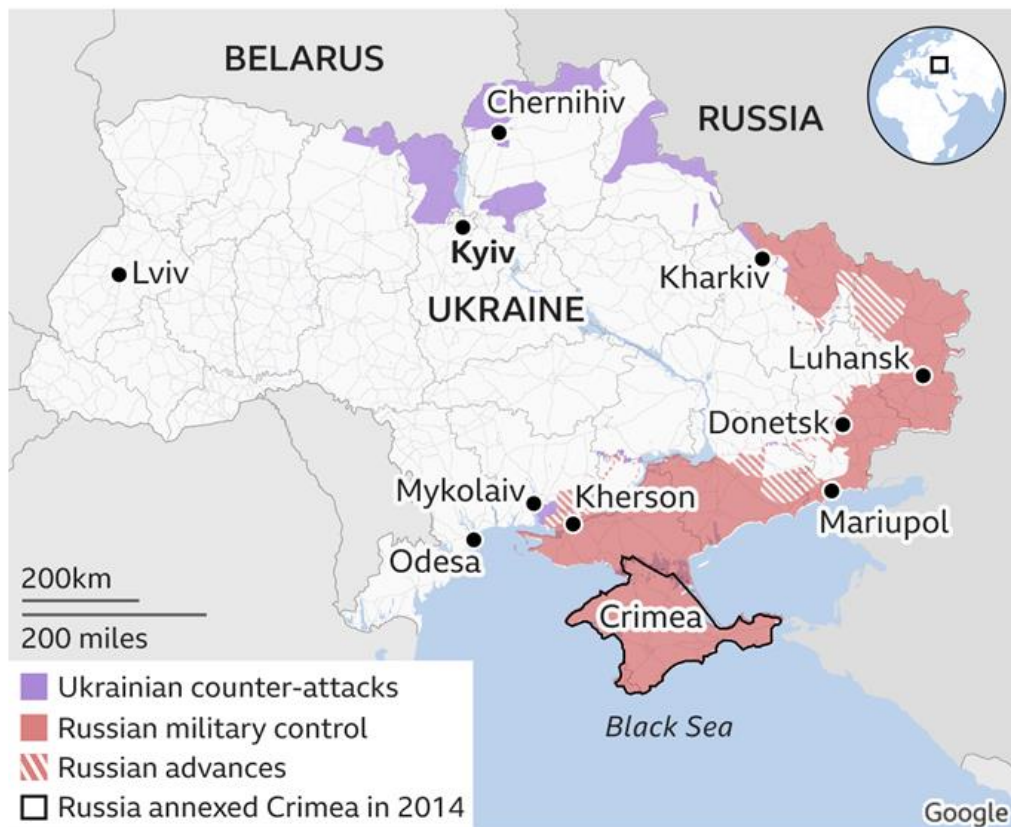 BELARUS
Chernihiv
RUSSIA
Kyiv
Lviv
Kharkiv
UKRAINE
Luhansk
Donetsk
Mykolaiv
Kherson
Mariupol
Odesa
200km
200 miles
Crimea
Ukrainian counter-attacks
Russian military control
Black Sea
Russian advances
Russia annexed Crimea in 2014
Google